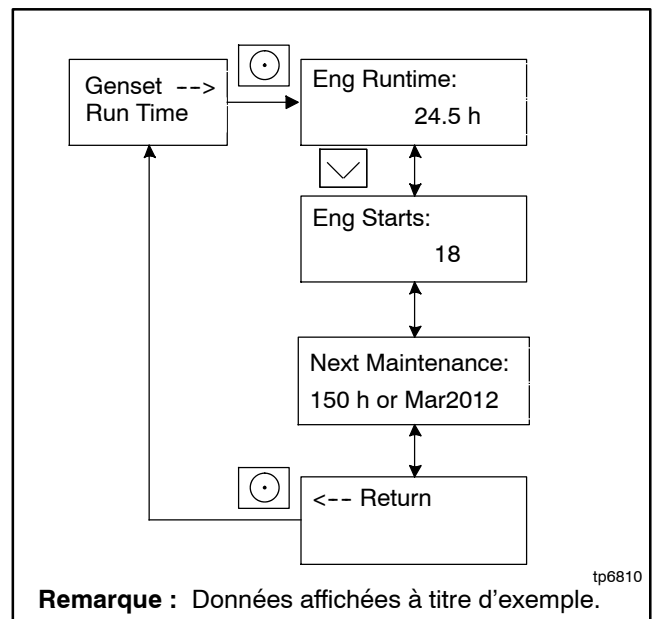 Genset -->
Run Time
Eng Runtime:
24.5 h
Eng Starts:
18
Next Maintenance:
150 h or Mar2012
<-- Return
tp6810
Remarque : Données affichées à titre d’exemple.